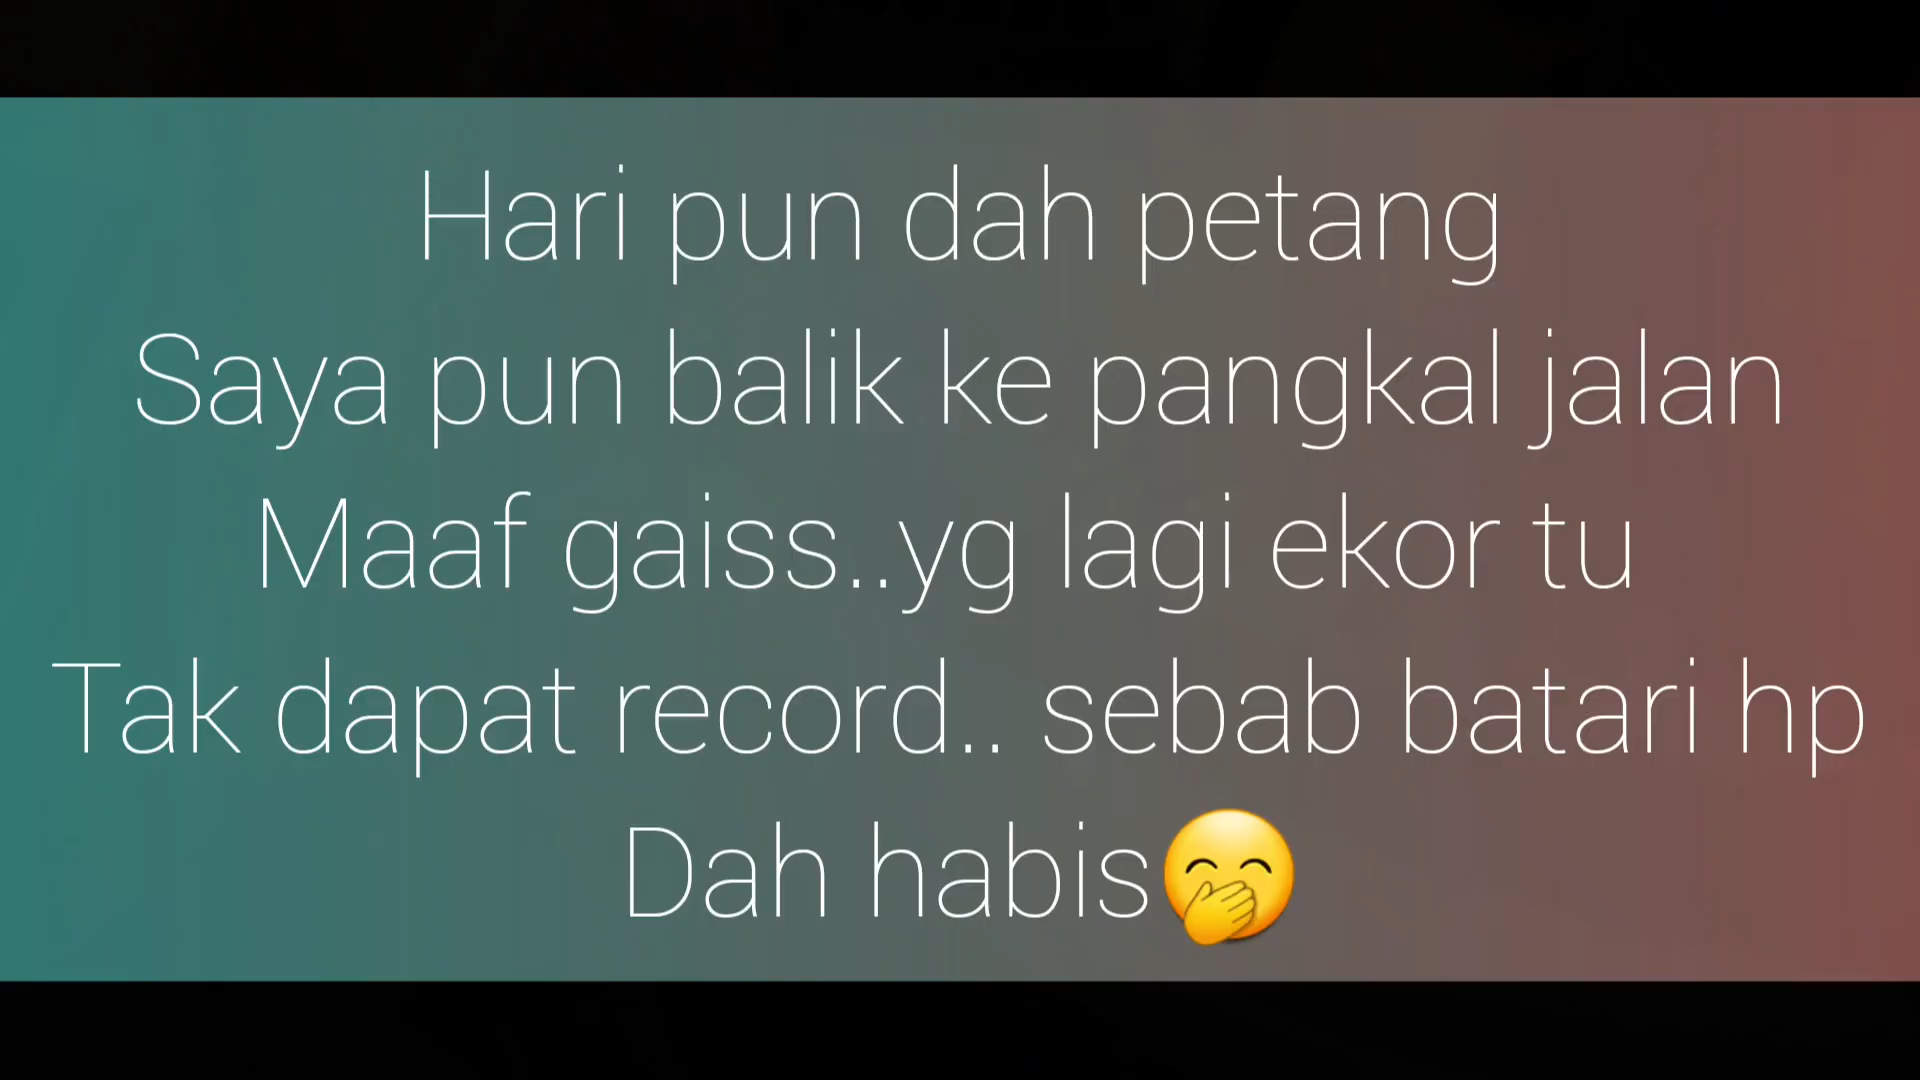 Hari pun dah petang
Saya pun balik ke pangkal jalan
Maaf gaiss..yg lagi ekor tu
Tak dapat record.. sebab batari hp
Dah habis🤭